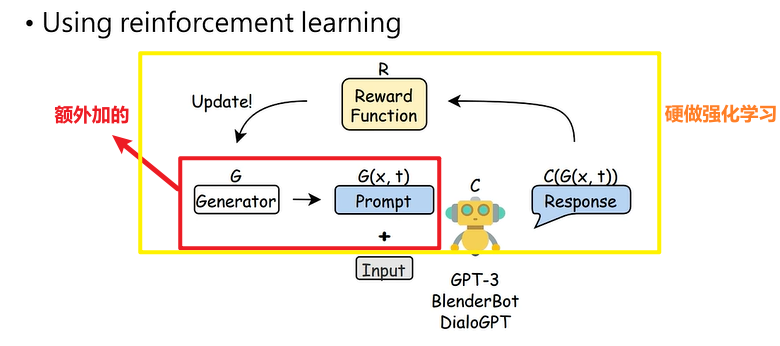 • Using reinforcement learning
R
Reward
Function
Update!
额外加的
硬做强化学习
G
Generator
G(x, t)
Prompt
+
Input
C
C(G(x, t))
Response
GPT-3
BlenderBot
DialoGPT